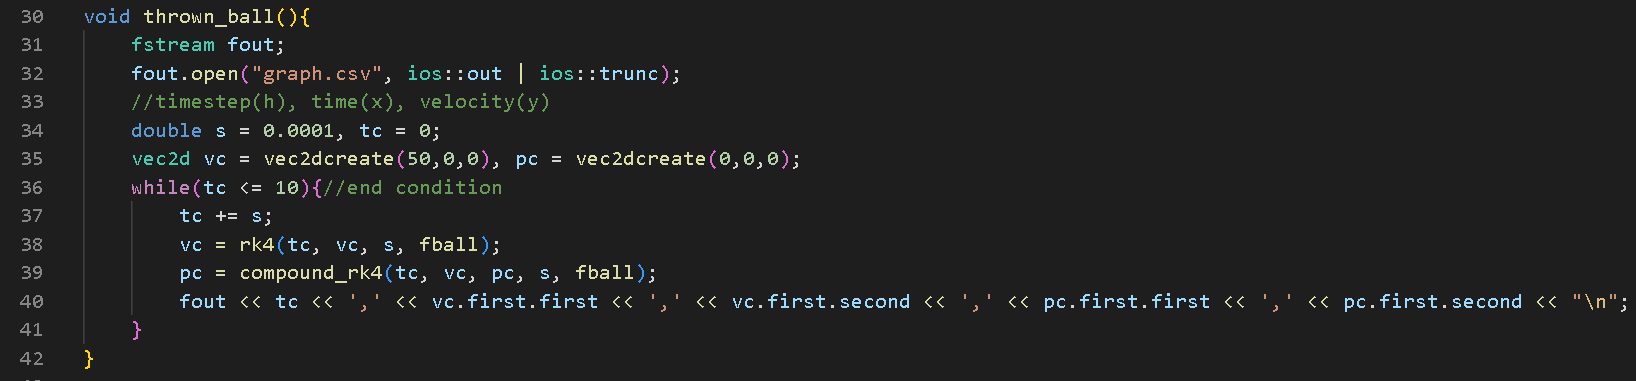 30 void thrown_ball(){
31 fstream fout;
32 fout.open("graph.csv", ios::out | ios::trunc);
33 //timestep(h), time(x), velocity(y)
34 double s = 0.0001, tc = 0;
35 vec2d vc = vec2dcreate(50,0,0), pc = vec2dcreate(0,0,0);
36 while(tc <= 10){//end condition
37 tc += s;
38 vc = rk4(tc, vc, s, fball);
39 pc = compound_rk4(tc, vc, pc, s, fball);
40 fout << tc << ',' << vc.first.first << ',' << vc.first.second << ',' << pc.first.first << ',' << pc.first.second << "\n";
41 }
42 }